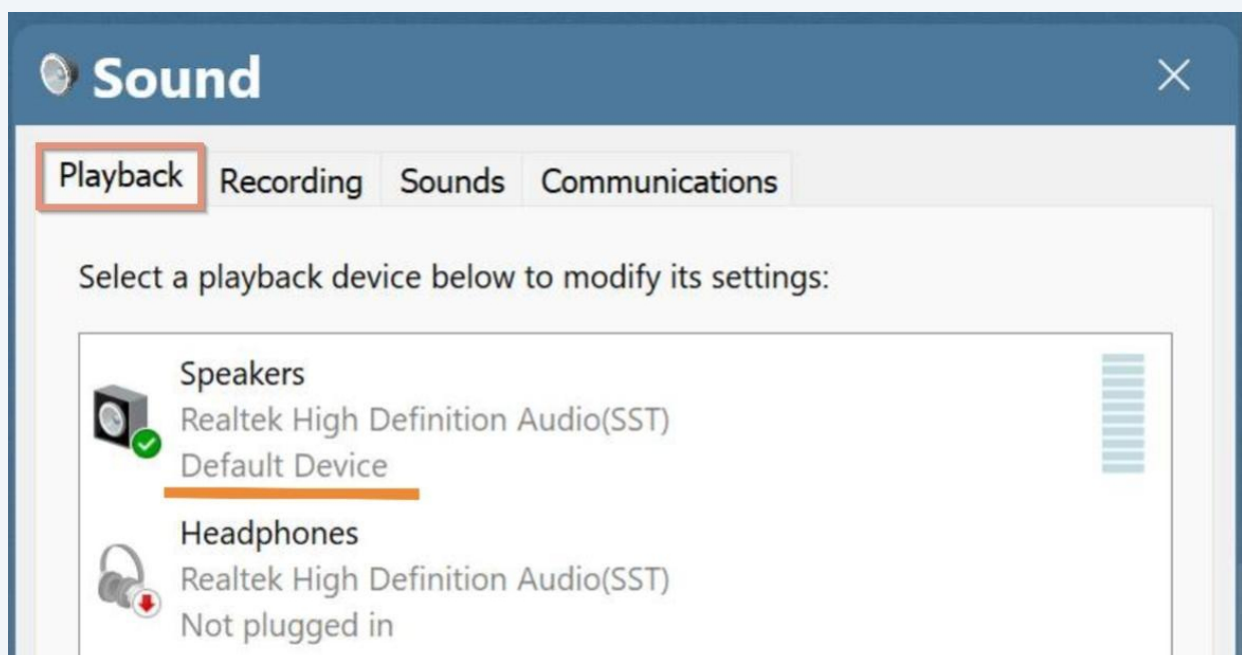 Sound
Playback Recording Sounds Communications
Select a playback device below to modify its settings:
Speakers
Realtek High Definition Audio(SST)
Default Device
Headphones
Realtek High Definition Audio(SST)
Not plugged in